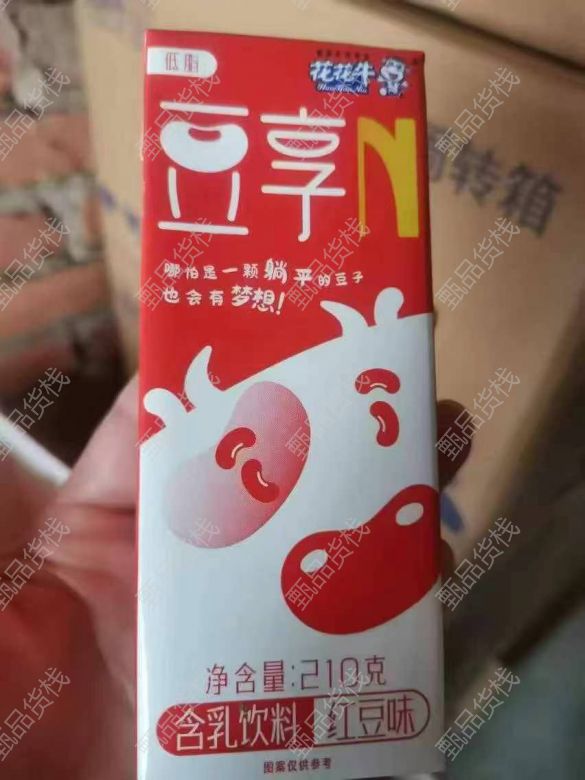 低脂
花花牛
豆享N
哪怕是一颗躺平的豆子
也会有梦想!
净含量:210克
含乳饮料 红豆味
图案仅供参考
转箱
甄品货栈